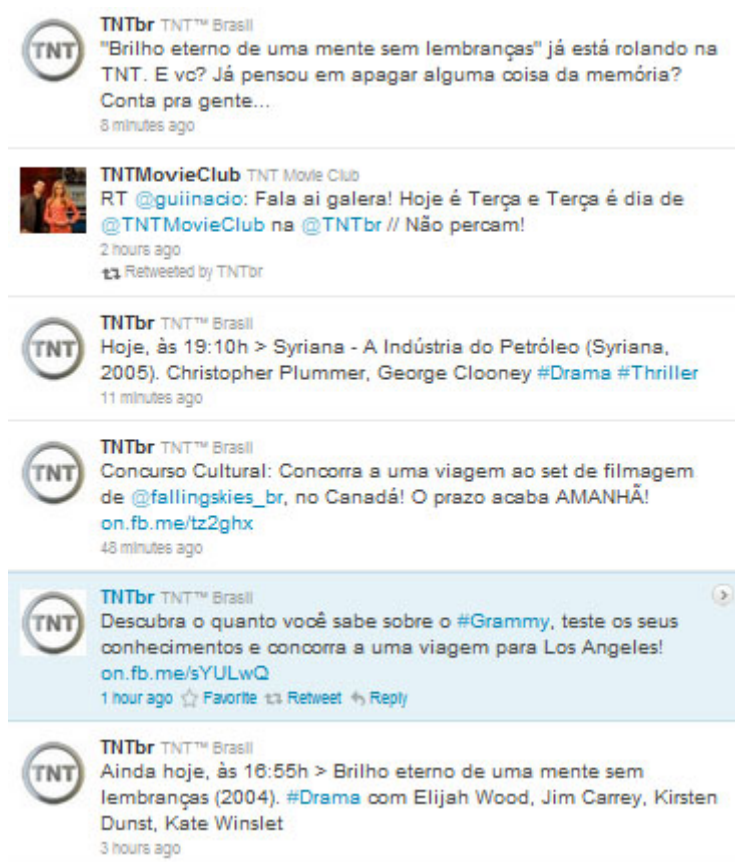 TNTbr TNT™ Brasil
TNT
"Brilho eterno de uma mente sem lembranças" já está rolando na
TNT. E vc? Já pensou em apagar alguma coisa da memória?
Conta pra gente...
8 minutes ago
TNTMovieClub TNT Movie Club
RT @guiinacio: Fala ai galera! Hoje é Terça e Terça é dia de
@TNTMovieClub na @TNTbr // Não percam!
2 hours ago
Retweeted by TNTbr
TNTbr TNT™ Brasil
TNT
Hoje, às 19:10h > Syriana - A Indústria do Petróleo (Syriana,
2005). Christopher Plummer, George Clooney #Drama #Thriller
11 minutes ago
TNTbr TNT™ Brasil
TNT
Concurso Cultural: Concorra a uma viagem ao set de filmagem
de @fallingskies_br, no Canadá! O prazo acaba AMANHÃ!
on.fb.me/tz2ghx
48 minutes ago
TNTbr TNT™ Brasil
TNT
Descubra o quanto você sabe sobre o #Grammy, teste os seus
conhecimentos e concorra a uma viagem para Los Angeles!
on.fb.me/sYULwQ
1 hour ago Favorite Retweet Reply
TNTbr TNT™ Brasil
TNT
Ainda hoje, às 16:55h > Brilho eterno de uma mente sem
lembranças (2004). #Drama com Elijah Wood, Jim Carrey, Kirsten
Dunst, Kate Winslet
3 hours ago